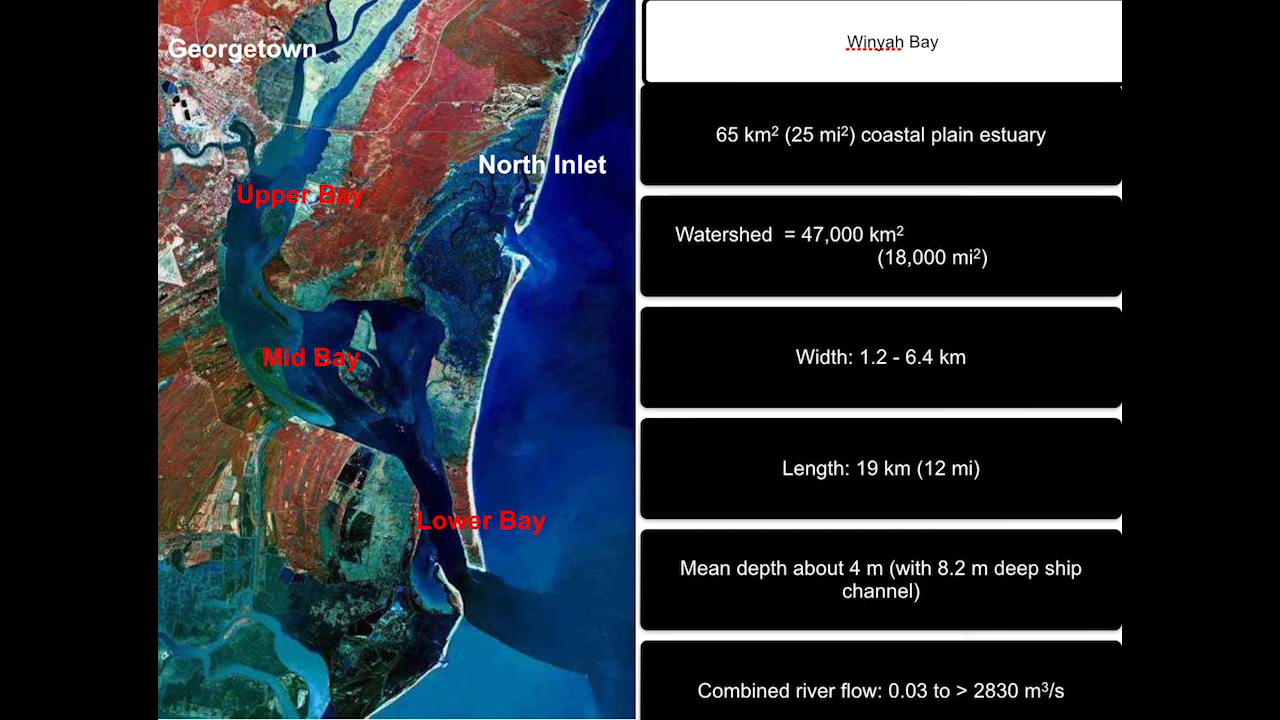 Georgetown
North Inlet
Upper Bay
Mid Bay
Lower Bay
Winyah Bay
65 km² (25 mi²) coastal plain estuary
Watershed = 47,000 km²
(18,000 mi²)
Width: 1.2 - 6.4 km
Length: 19 km (12 mi)
Mean depth about 4 m (with 8.2 m deep ship
channel)
Combined river flow: 0.03 to > 2830 m³/s